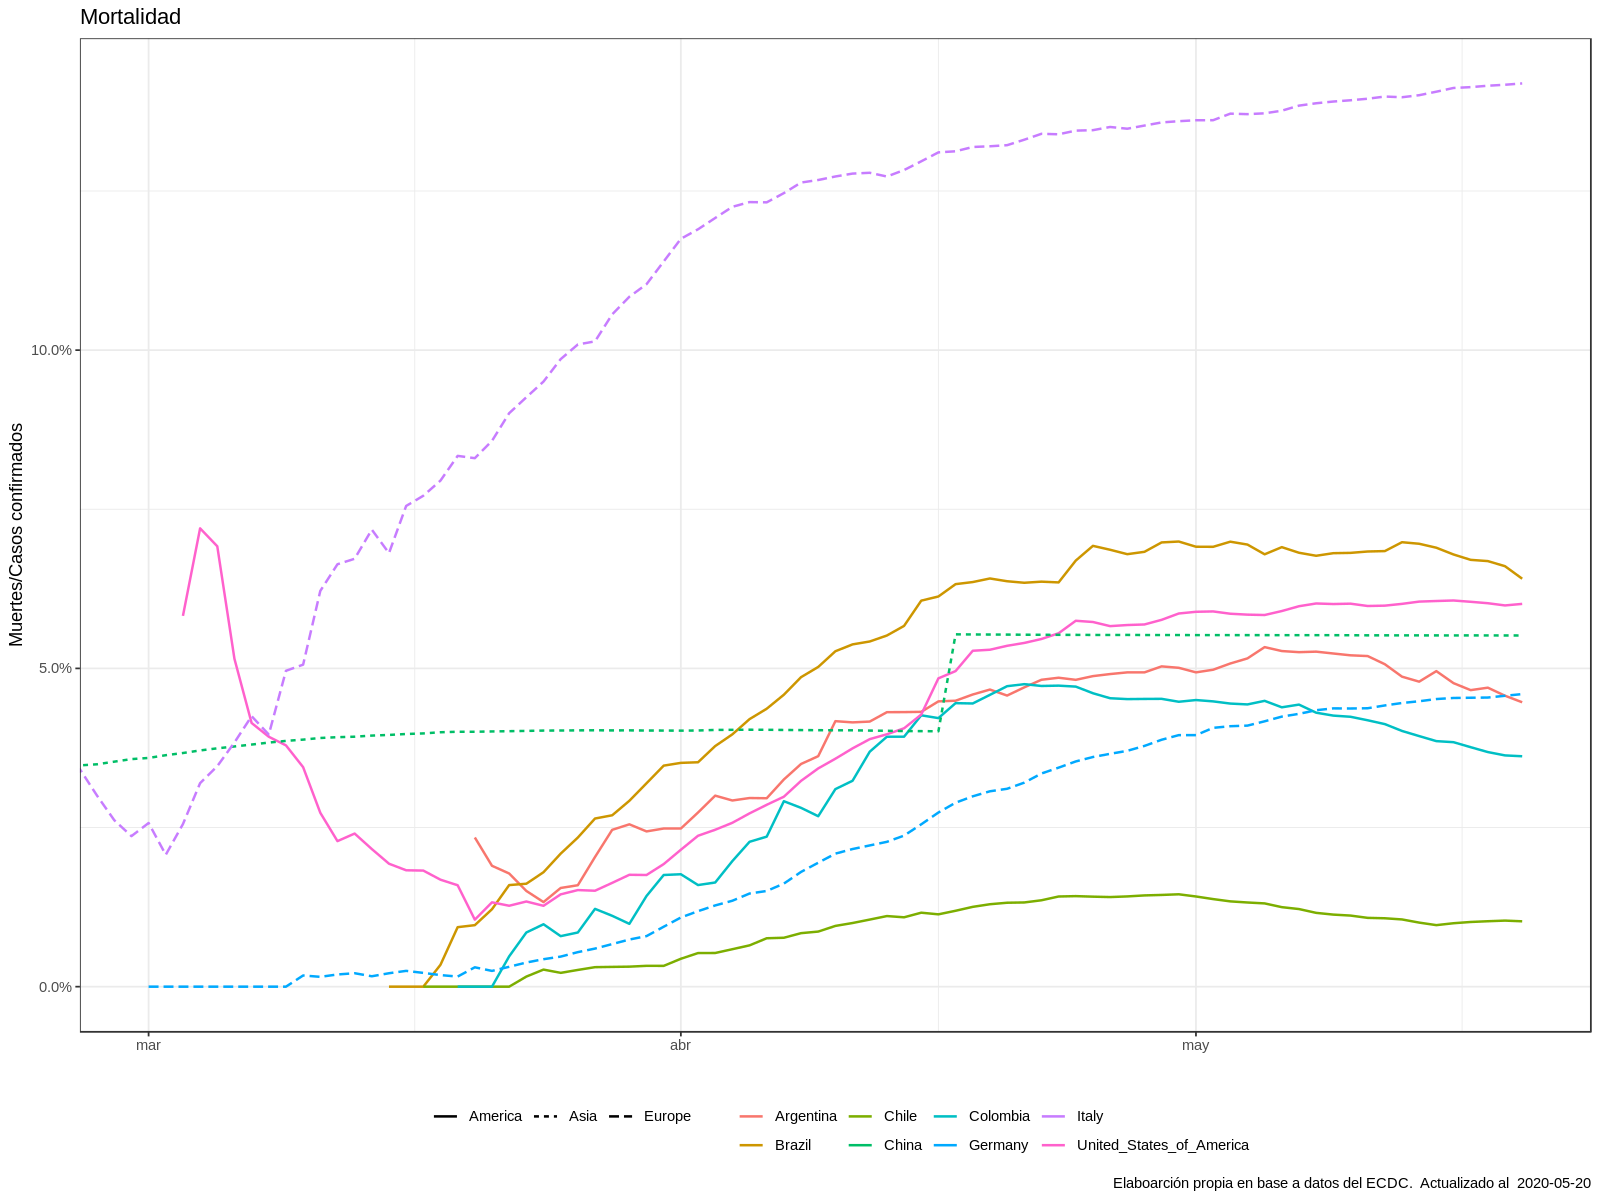 Mortalidad
Muertes/Casos confirmados
10.0%
5.0%
0.0%
mar abr may
America Asia Europe Argentina Chile Colombia Italy
Brazil China Germany United_States_of_America
Elaboarción propia en base a datos del ECDC. Actualizado al 2020-05-20